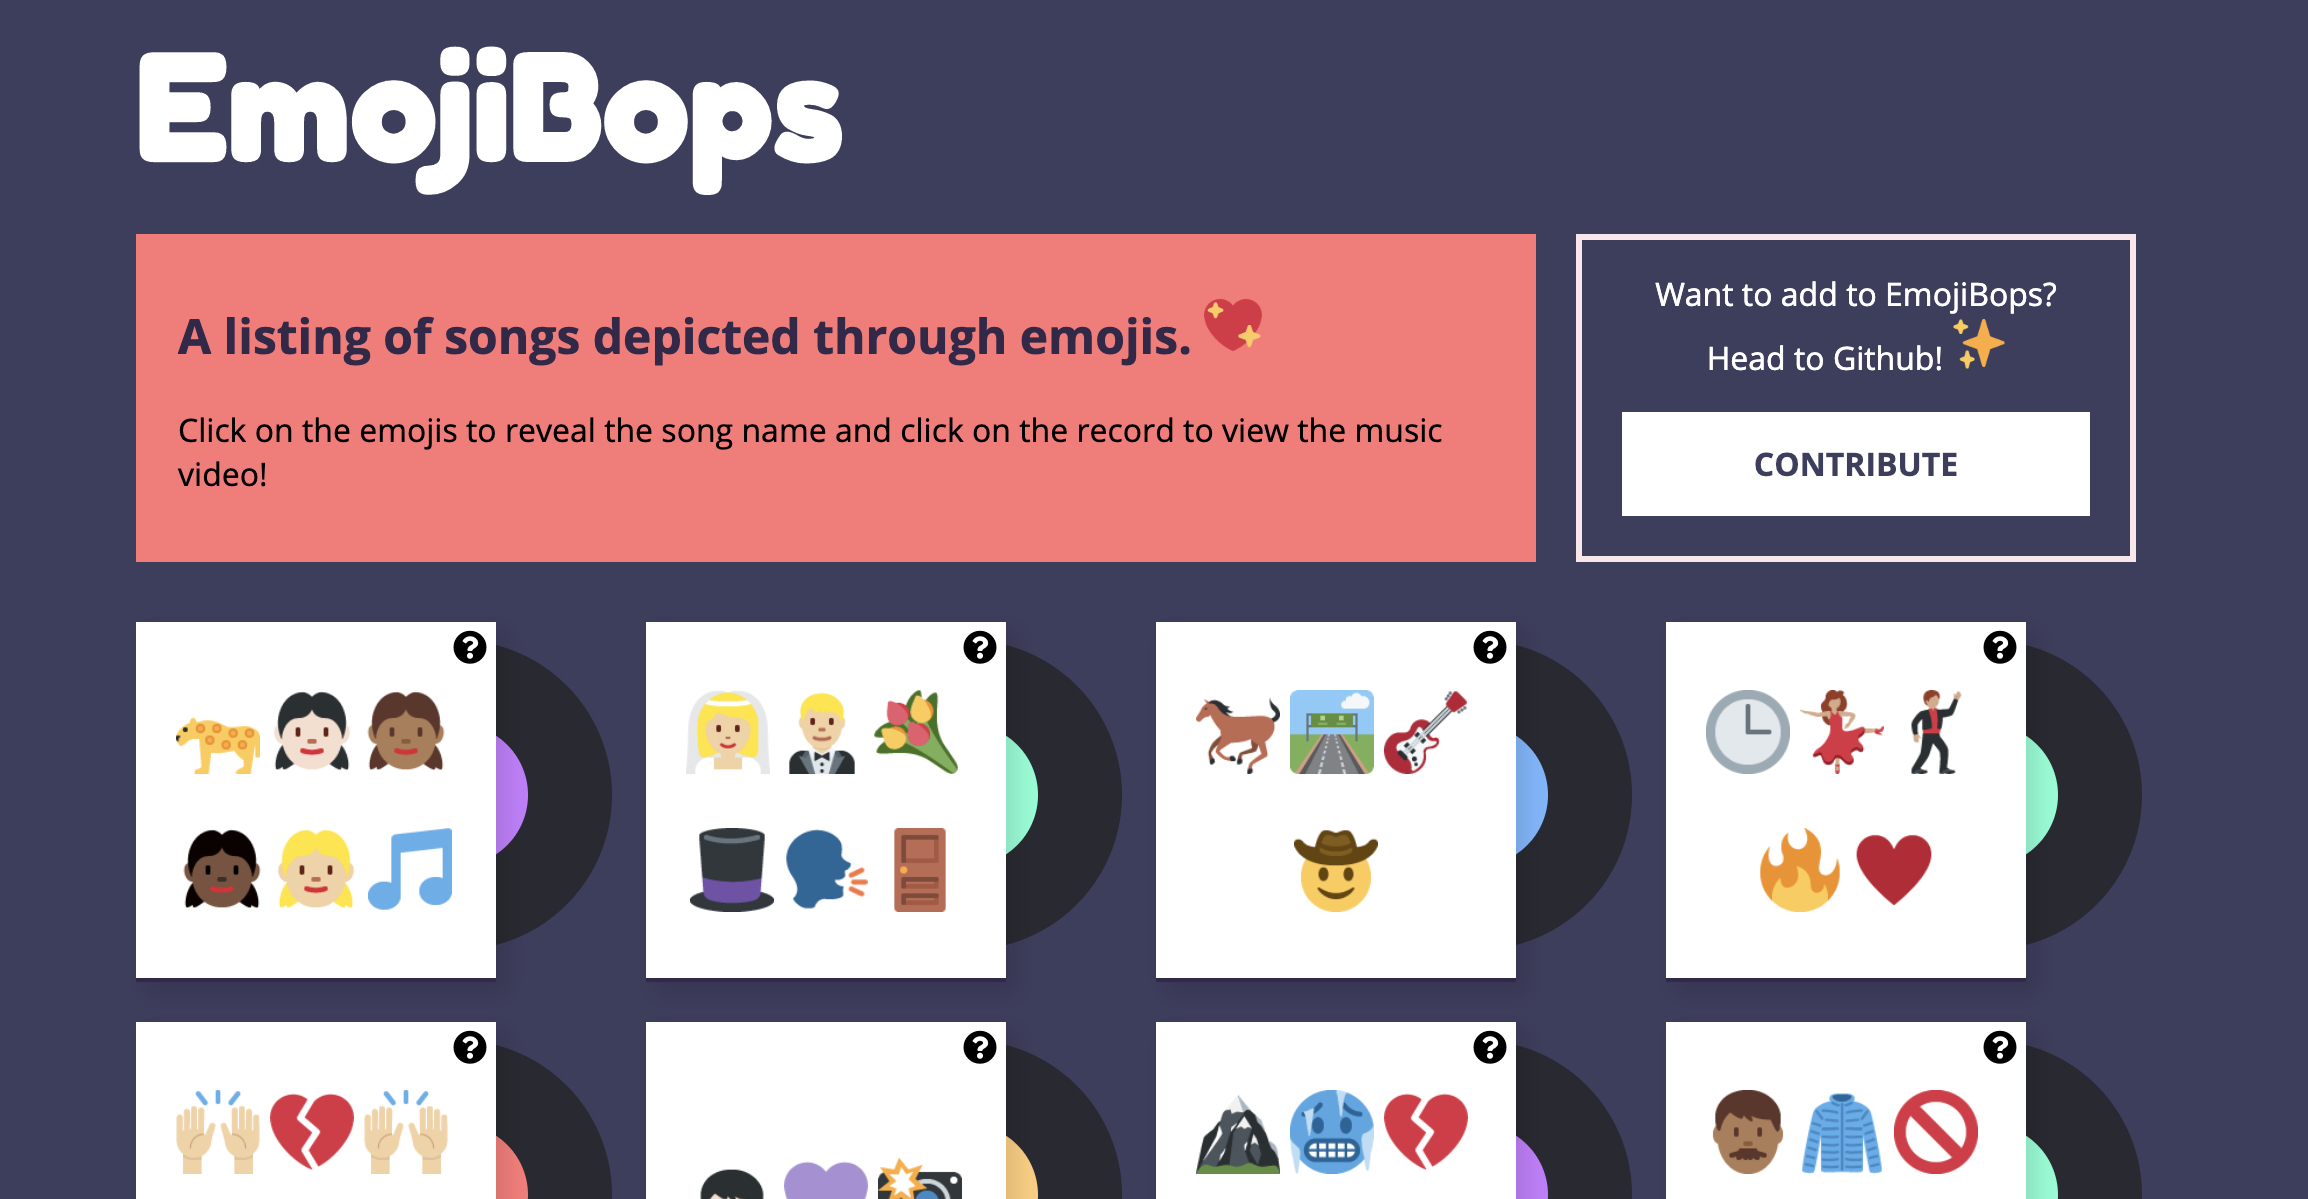 EmojiBops
A listing of songs depicted through emojis.
Click on the emojis to reveal the song name and click on the record to view the music
video!
Want to add to EmojiBops?
Head to Github!
CONTRIBUTE
?
?
?
?
?
?
?
?